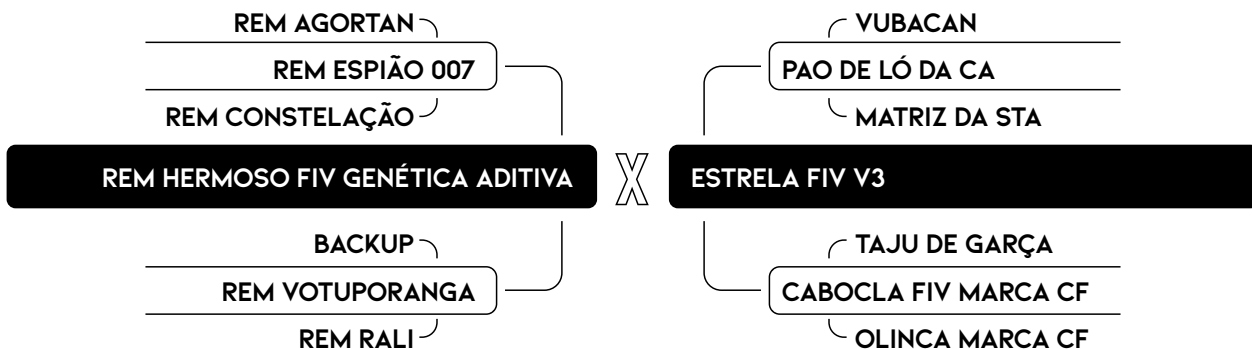 REM AGORTAN
REM ESPIÃO 007
REM CONSTELAÇÃO
REM HERMOSO FIV GENÉTICA ADITIVA
BACKUP
REM VOTUPORANGA
REM RALI
X
VUBACAN
PAO DE LÓ DA CA
MATRIZ DA STA
ESTRELA FIV V3
TAJU DE GARÇA
CABOCLA FIV MARCA CF
OLINCA MARCA CF